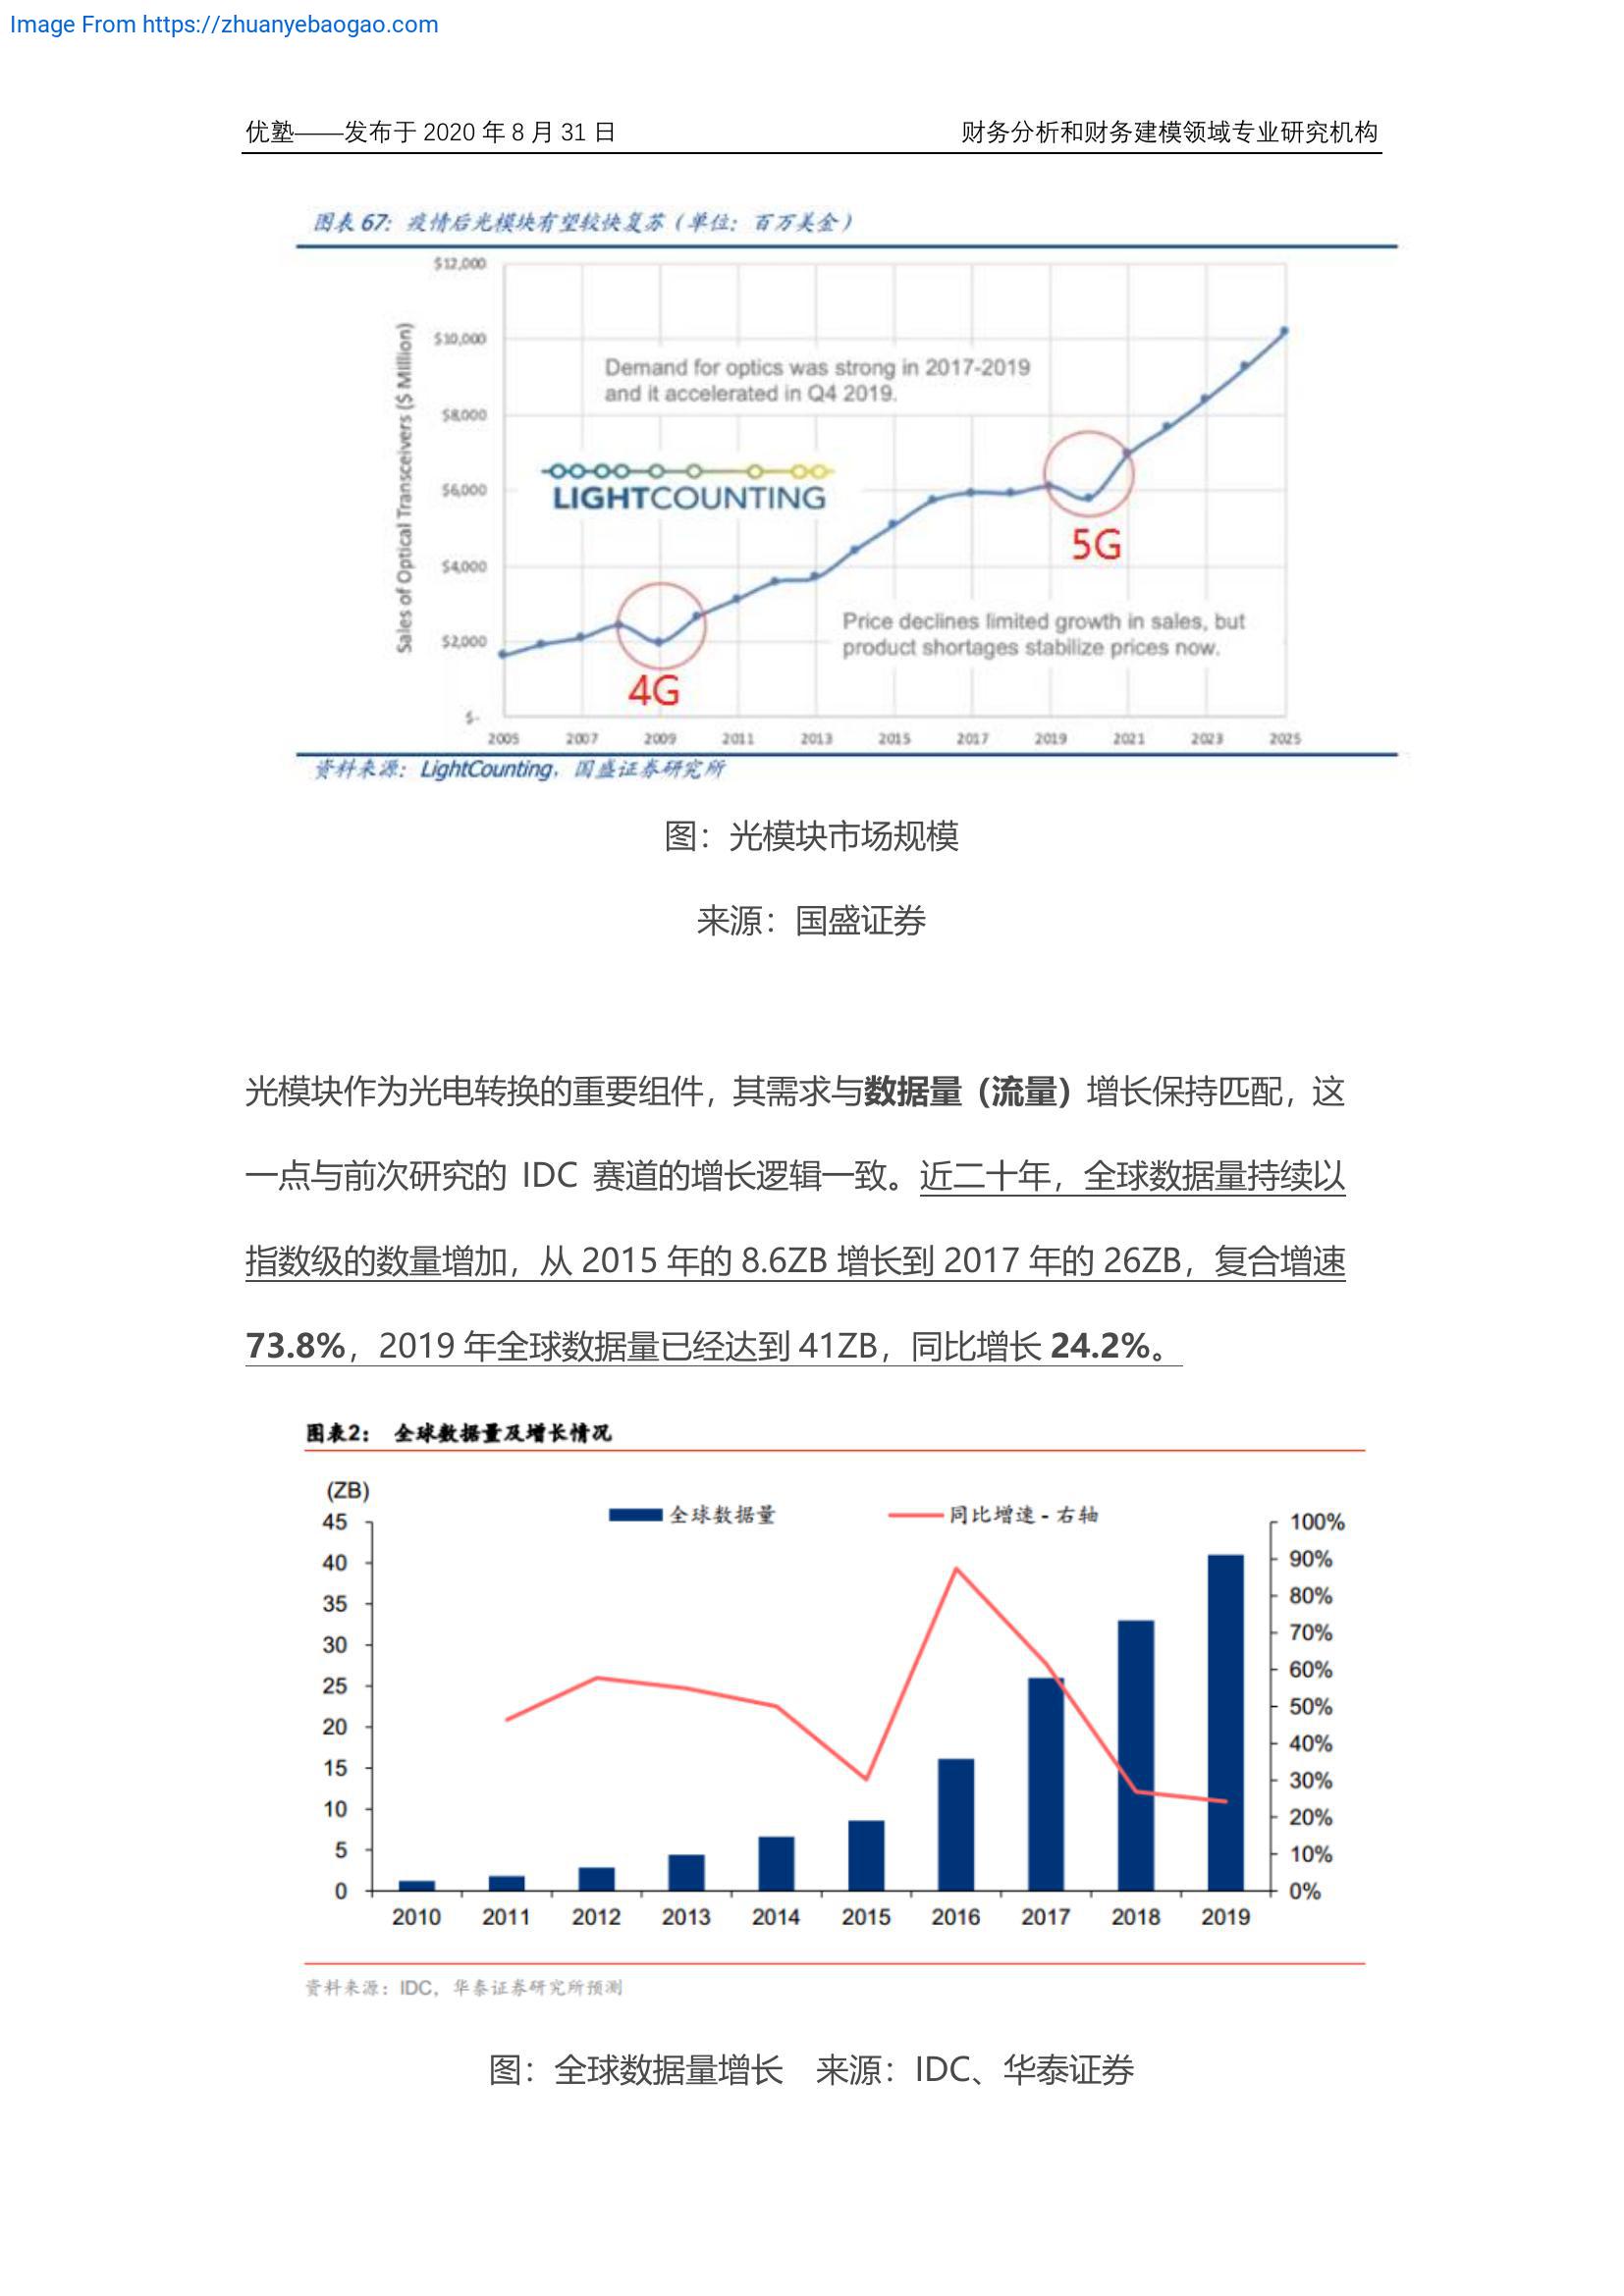 Image From https://zhuanyebaogao.com
优塾——发布于 2020 年 8 月 31 日 财务分析和财务建模领域专业研究机构
图表 67: 疫情后光模块有望较快复苏（单位：百万美金）
Sales of Optical Transceivers ($ Million)
$12,000
$10,000
$8,000
$6,000
$4,000
$2,000
$-
Demand for optics was strong in 2017-2019
and it accelerated in Q4 2019.
LIGHTCOUNTING
5G
4G
Price declines limited growth in sales, but
product shortages stabilize prices now.
2005 2007 2009 2011 2013 2015 2017 2019 2021 2023 2025
资料来源：LightCounting，国盛证券研究所
图：光模块市场规模
来源：国盛证券
光模块作为光电转换的重要组件，其需求与数据量（流量）增长保持匹配，这
一点与前次研究的 IDC 赛道的增长逻辑一致。近二十年，全球数据量持续以
指数级的数量增加，从 2015 年的 8.6ZB 增长到 2017 年的 26ZB，复合增速
73.8%，2019 年全球数据量已经达到 41ZB，同比增长 24.2%。
图表2： 全球数据量及增长情况
(ZB)
全球数据量 同比增速 - 右轴
45 100%
40 90%
35 80%
30 70%
25 60%
20 50%
15 40%
10 30%
5 20%
0 10%
0%
2010 2011 2012 2013 2014 2015 2016 2017 2018 2019
资料来源：IDC，华泰证券研究所预测
图：全球数据量增长 来源：IDC、华泰证券